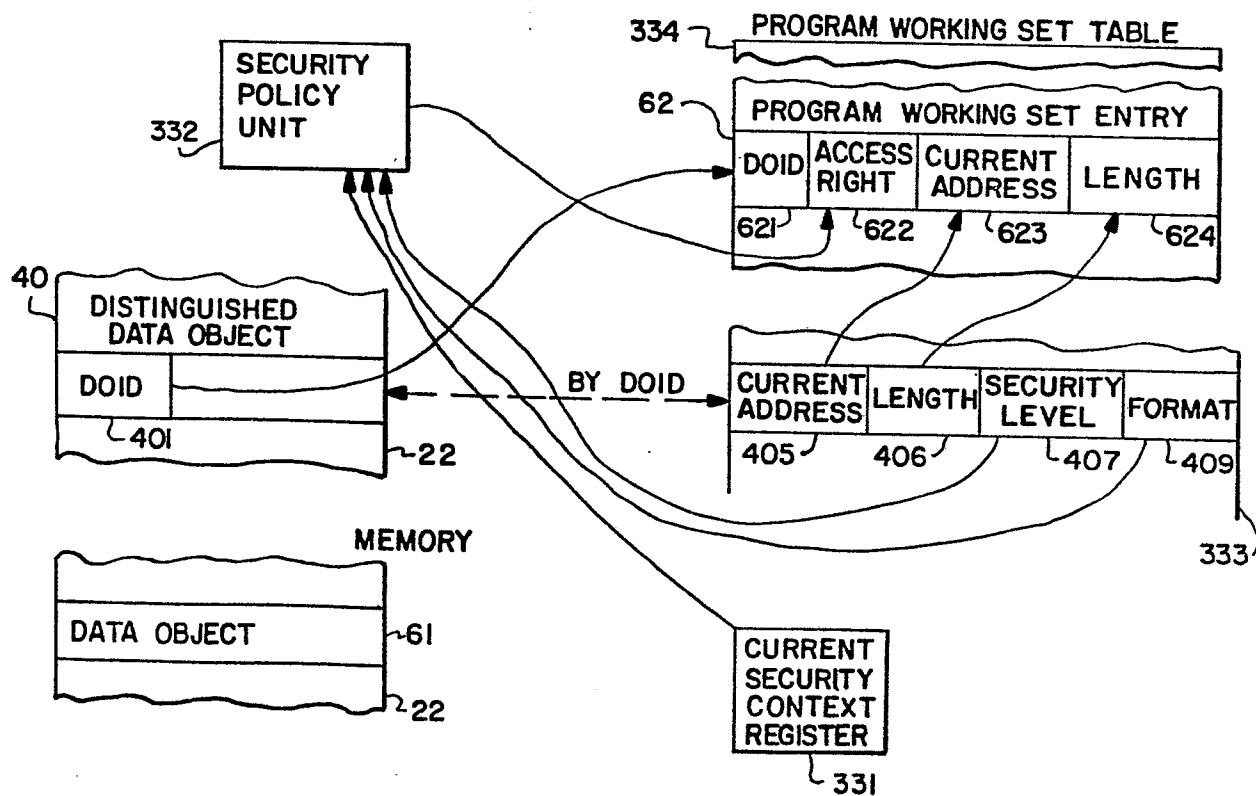 334 PROGRAM WORKING SET TABLE
SECURITY
POLICY
UNIT
332
62
PROGRAM WORKING SET ENTRY
DOID
ACCESS
RIGHT
CURRENT
ADDRESS
LENGTH
621
622
623
624
40
DISTINGUISHED
DATA OBJECT
DOID
401
22
BY DOID
CURRENT
ADDRESS
LENGTH
SECURITY
LEVEL
FORMAT
405
406
407
409
333
MEMORY
DATA OBJECT
61
22
CURRENT
SECURITY
CONTEXT
REGISTER
331